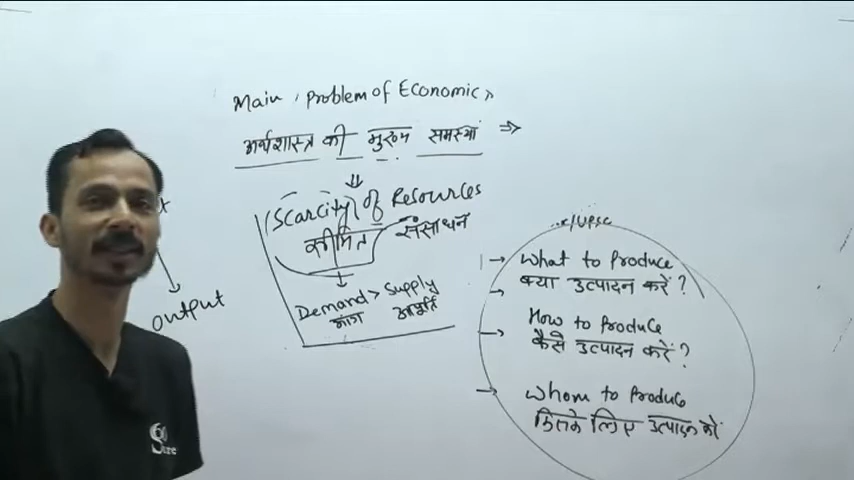 Main Problem of Economic
अर्थशास्त्र की मुख्य समस्या ⇒
(Scarcity) of Resources
संसाधन
Demand > Supply
मांग
output
UPSC
1 → What to Produce
क्या उत्पादन करें ?
How to Produce
कैसे उत्पादन करें ?
Whom to Produce
किसके लिए उत्पादन करें